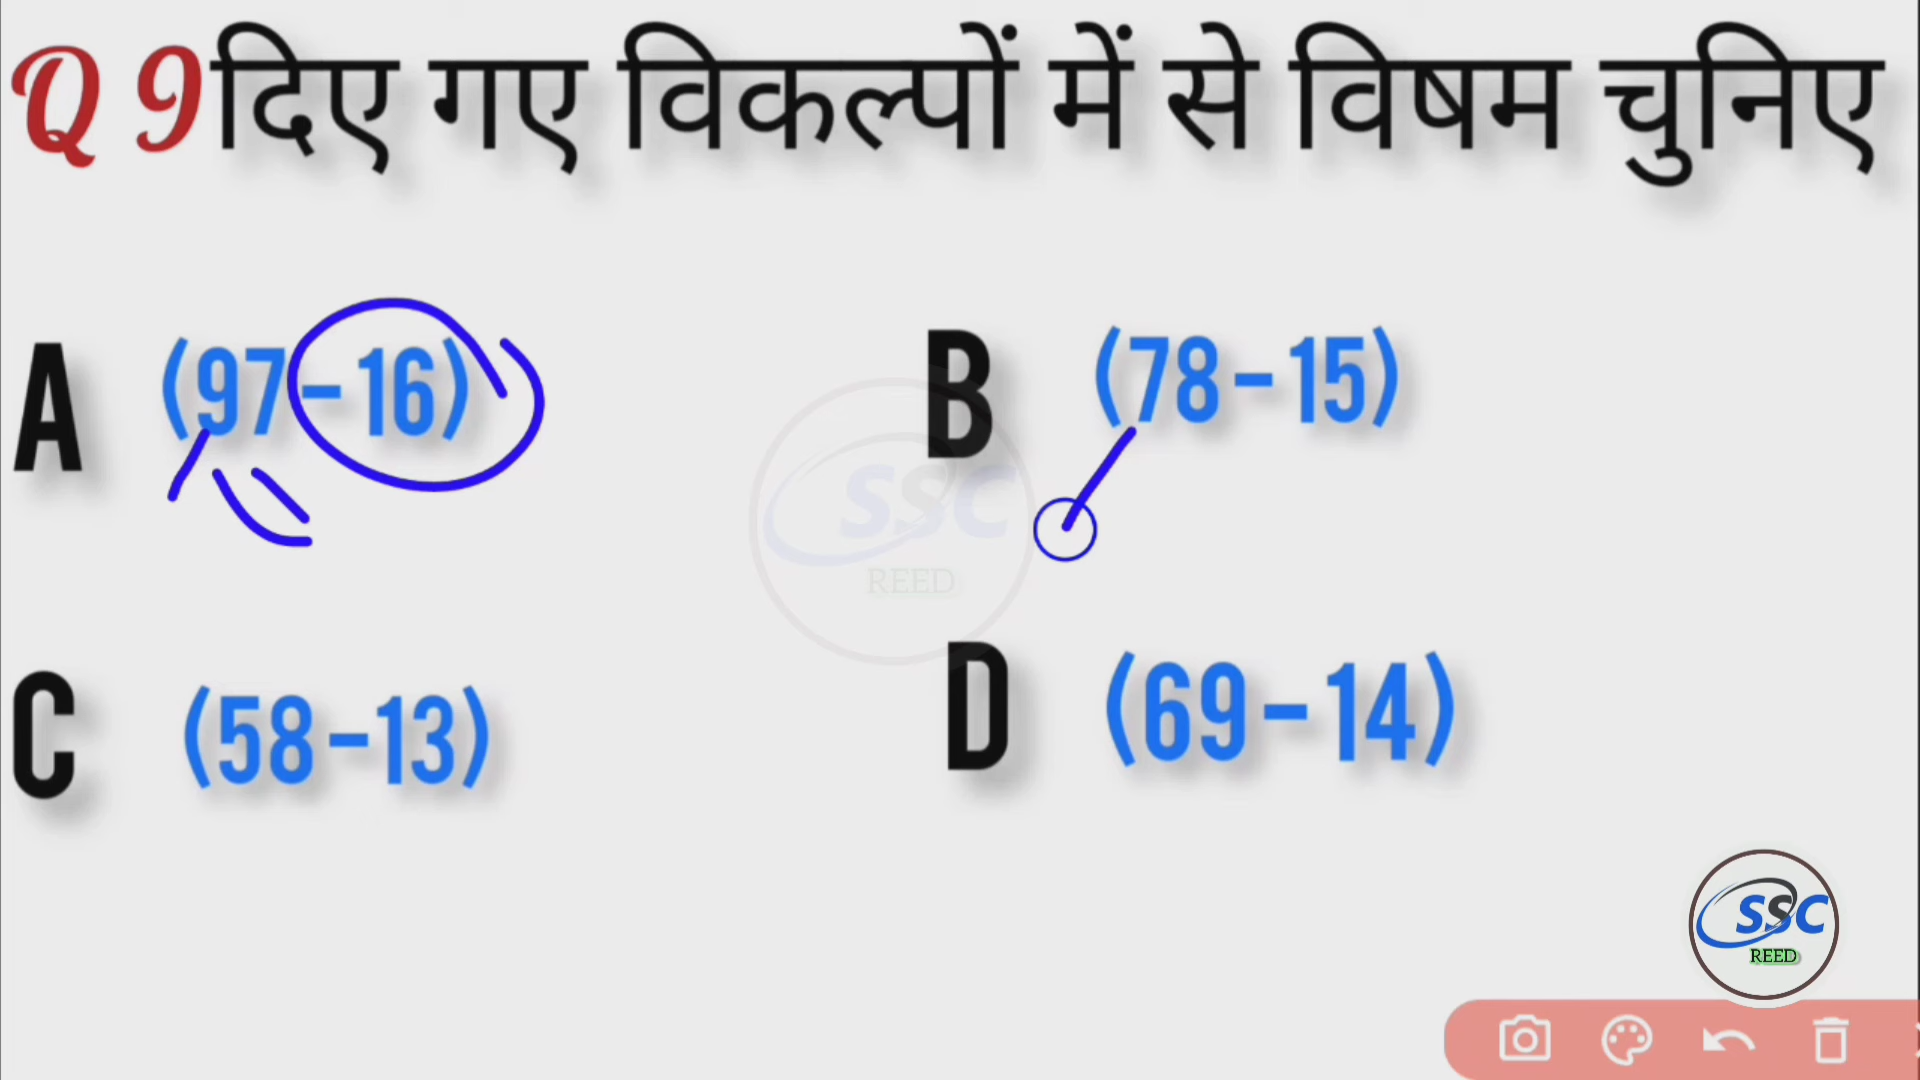 Q 9 दिए गए विकल्पों में से विषम चुनिए
A (97-16)
B (78-15)
SSC
REED
C (58-13)
D (69-14)
SSC
REED